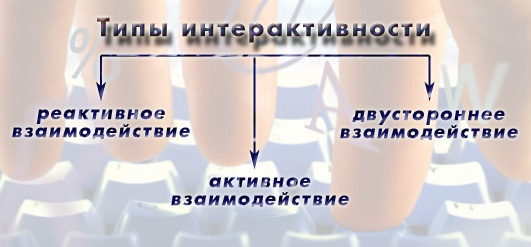 Типы интерактивности
реактивное
взаимодействие
двустороннее
взаимодействие
активное
взаимодействие
%
A
W